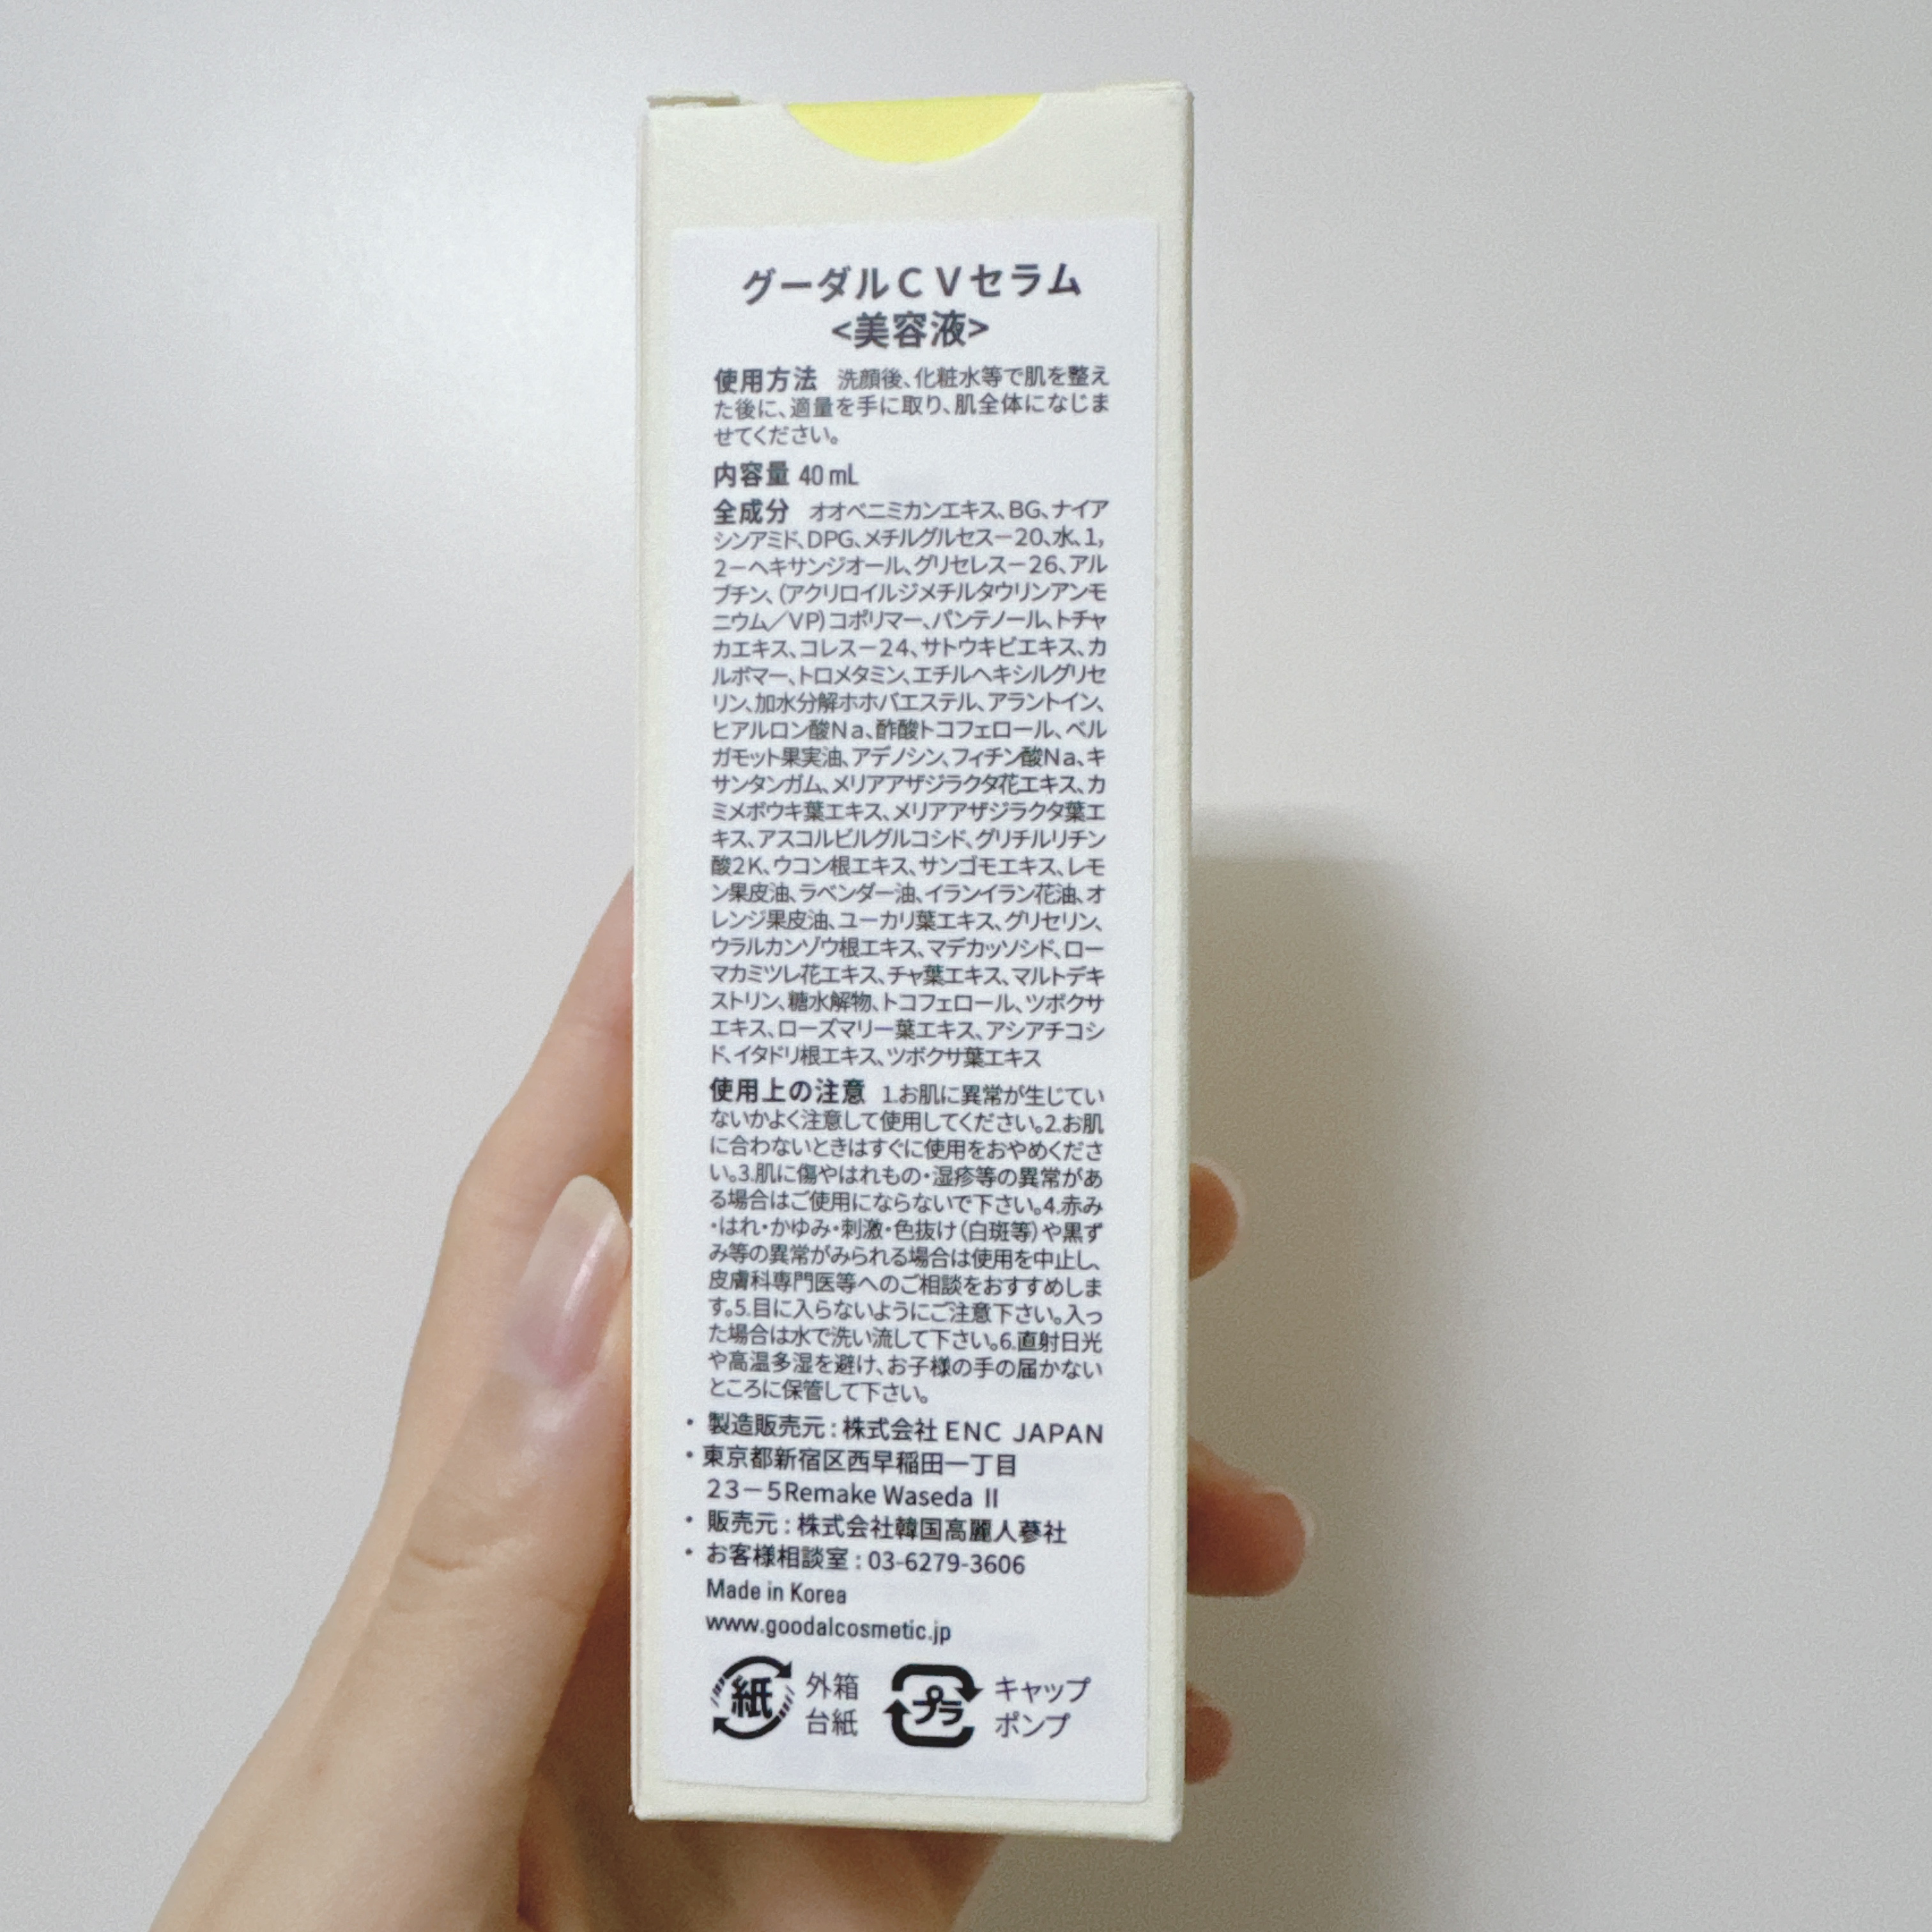 グーダルCVセラム
<美容液>
使用方法 洗顔後、化粧水等で肌を整え
た後に、適量を手に取り、肌全体になじま
せてください。
内容量 40 mL
全成分 オオベニミカンエキス、BG、ナイア
シンアミド、DPG、メチルグルセス－20、水、1,
2－ヘキサンジオール、グリセレス－26、アル
ブチン、(アクリロイルジメチルタウリンアンモ
ニウム／VP)コポリマー、パンテノール、トチャ
カエキス、コレス－24、サトウキビエキス、カ
ルボマー、トロメタミン、エチルヘキシルグリセ
リン、加水分解ホホバエステル、アラントイン、
ヒアルロン酸Na、酢酸トコフェロール、ベル
ガモット果実油、アデノシン、フィチン酸Na、キ
サンタンガム、メリアアザジラクタ花エキス、カ
ミメボウキ葉エキス、メリアアザジラクタ葉エ
キス、アスコルビルグルコシド、グリチルリチン
酸2K、ウコン根エキス、サンゴモエキス、レモ
ン果皮油、ラベンダー油、イランイラン花油、オ
レンジ果皮油、ユーカリ葉エキス、グリセリン、
ウラルカンゾウ根エキス、マデカッソシド、ロー
マカミツレ花エキス、チャ葉エキス、マルトデキ
ストリン、糖水解物、トコフェロール、ツボクサ
エキス、ローズマリー葉エキス、アシアチコシ
ド、イタドリ根エキス、ツボクサ葉エキス
使用上の注意 1.お肌に異常が生じてい
ないかよく注意して使用してください。2.お肌
に合わないときはすぐに使用をおやめくださ
い。3.肌に傷やはれもの・湿疹等の異常があ
る場合はご使用にならないで下さい。4.赤み
・はれ・かゆみ・刺激・色抜け(白斑等)や黒ず
み等の異常がみられる場合は使用を中止し、
皮膚科専門医等へのご相談をおすすめしま
す。5.目に入らないようにご注意下さい。入っ
た場合は水で洗い流して下さい。6.直射日光
や高温多湿を避け、お子様の手の届かない
ところに保管して下さい。
・製造販売元：株式会社 ENC JAPAN
・東京都新宿区西早稲田一丁目
23－5Remake Waseda II
・販売元：株式会社韓国高麗人蔘社
・お客様相談室：03-6279-3606
Made in Korea
www.goodalcosmetic.jp
紙 外箱 プラ キャップ
台紙 ポンプ